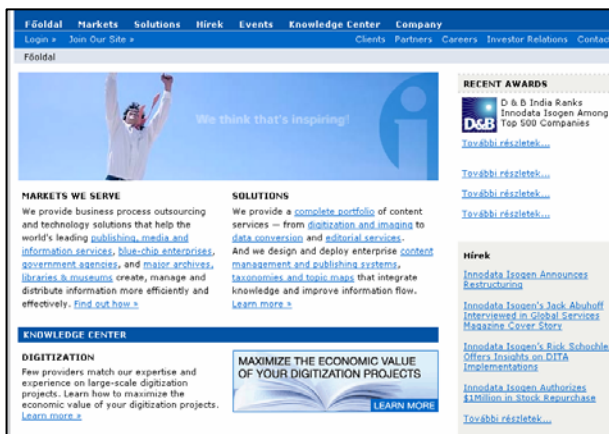 Főoldal Markets Solutions Hírek Events Knowledge Center Company
Login » Join Our Site » Clients Partners Careers Investor Relations Contact
Főoldal
We think that's inspiring!
MARKETS WE SERVE
We provide business process outsourcing
and technology solutions that help the
world's leading publishing, media and
information services, blue-chip enterprises,
government agencies, and major archives,
libraries & museums create, manage and
distribute information more efficiently and
effectively. Find out how »
SOLUTIONS
We provide a complete portfolio of content
services — from digitization and imaging to
data conversion and editorial services.
And we design and deploy enterprise content
management and publishing systems,
taxonomies and topic maps that integrate
knowledge and improve information flow.
Learn more »
KNOWLEDGE CENTER
DIGITIZATION
Few providers match our expertise and
experience on large-scale digitization
projects. Learn how to maximize the
economic value of your digitization projects.
Learn more »
MAXIMIZE THE ECONOMIC VALUE
OF YOUR DIGITIZATION PROJECTS
LEARN MORE
RECENT AWARDS
D&B
D & B India Ranks
Innodata Isogen Among
Top 500 Companies
További részletek...
További részletek...
További részletek...
További részletek...
Hírek
Innodata Isogen Announces
Restructuring
Innodata Isogen's Jack Abuhoff
Interviewed in Global Services
Magazine Cover Story
Innodata Isogen's Rick Schochle
Offers Insights on DITA
Implementations
Innodata Isogen Authorizes
$1Million in Stock Repurchase
További részletek...